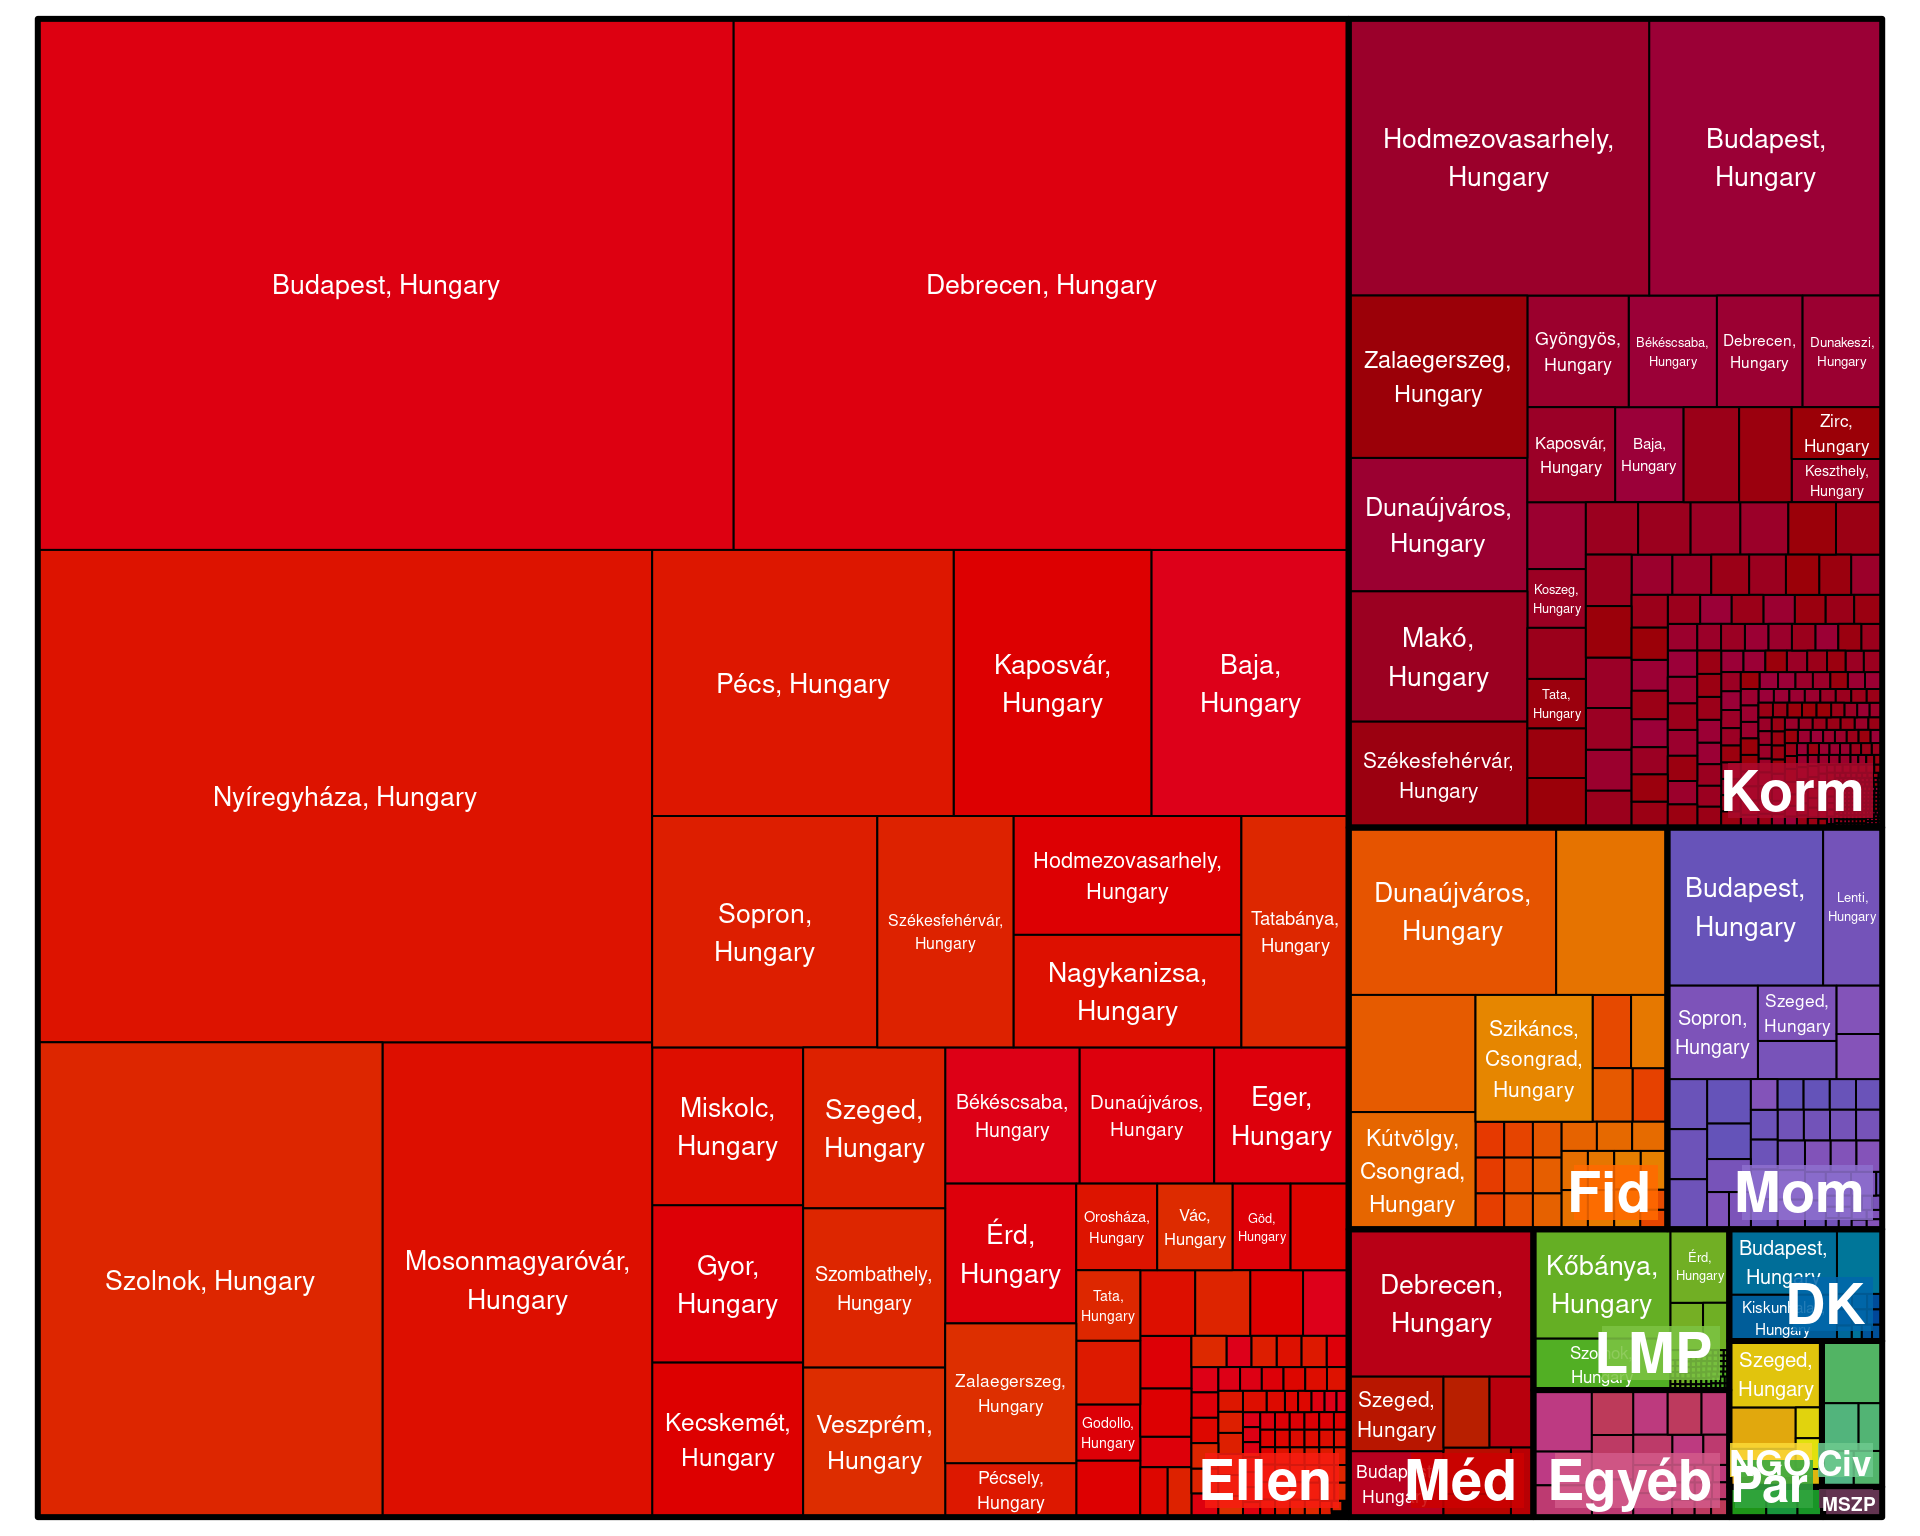 Budapest, Hungary
Debrecen, Hungary
Nyíregyháza, Hungary
Szolnok, Hungary
Mosonmagyaróvár,
Hungary
Pécs, Hungary
Kaposvár,
Hungary
Baja,
Hungary
Sopron,
Hungary
Székesfehérvár,
Hungary
Hodmezovasarhely,
Hungary
Nagykanizsa,
Hungary
Tatabánya,
Hungary
Miskolc,
Hungary
Gyor,
Hungary
Kecskemét,
Hungary
Szeged,
Hungary
Szombathely,
Hungary
Veszprém,
Hungary
Békéscsaba,
Hungary
Dunaújváros,
Hungary
Eger,
Hungary
Érd,
Hungary
Zalaegerszeg,
Hungary
Pécsely,
Hungary
Orosháza,
Hungary
Vác,
Hungary
Göd,
Hungary
Tata,
Hungary
Godollo,
Hungary
Ellen
Hodmezovasarhely,
Hungary
Budapest,
Hungary
Zalaegerszeg,
Hungary
Dunaújváros,
Hungary
Makó,
Hungary
Székesfehérvár,
Hungary
Gyöngyös,
Hungary
Békéscsaba,
Hungary
Debrecen,
Hungary
Dunakeszi,
Hungary
Kaposvár,
Hungary
Baja,
Hungary
Zirc,
Hungary
Keszthely,
Hungary
Koszeg,
Hungary
Tata,
Hungary
Korm
Dunaújváros,
Hungary
Szikáncs,
Csongrad,
Hungary
Kútvölgy,
Csongrad,
Hungary
Fid
Budapest,
Hungary
Lenti,
Hungary
Sopron,
Hungary
Szeged,
Hungary
Mom
Debrecen,
Hungary
Szeged,
Hungary
Hungary
Méd
Kőbánya,
Hungary
Érd,
Hungary
Hungary
LMP
Egyéb
Budapest,
Hungary
Hungary
DK
Szeged,
Hungary
NGO
Par
Civ
MSZP